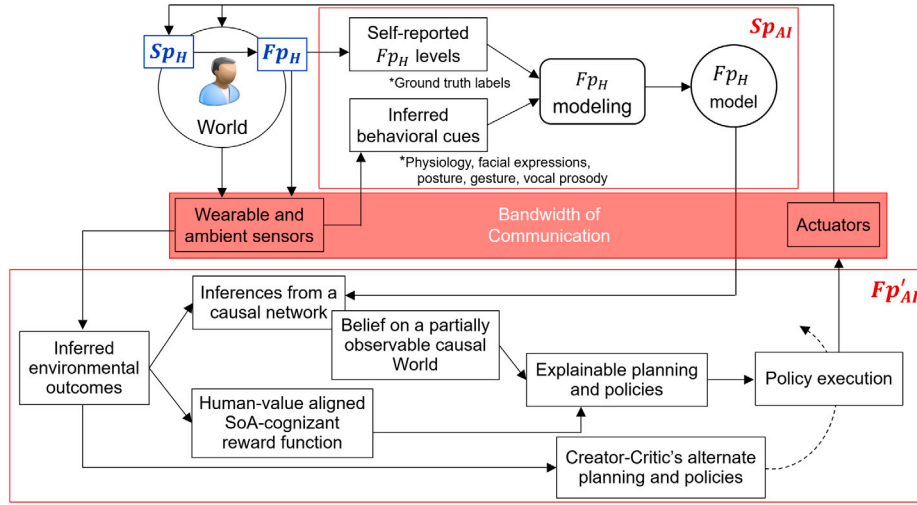 Sp_H
Fp_H
World
Self-reported
Fp_H levels
*Ground truth labels
Inferred
behavioral cues
*Physiology, facial expressions,
posture, gesture, vocal prosody
Fp_H
modeling
Fp_H
model
Sp_AI
Wearable and
ambient sensors
Bandwidth of
Communication
Actuators
Fp'_AI
Inferences from a
causal network
Belief on a partially
observable causal
World
Inferred
environmental
outcomes
Human-value aligned
SoA-cognizant
reward function
Explainable planning
and policies
Policy execution
Creator-Critic's alternate
planning and policies